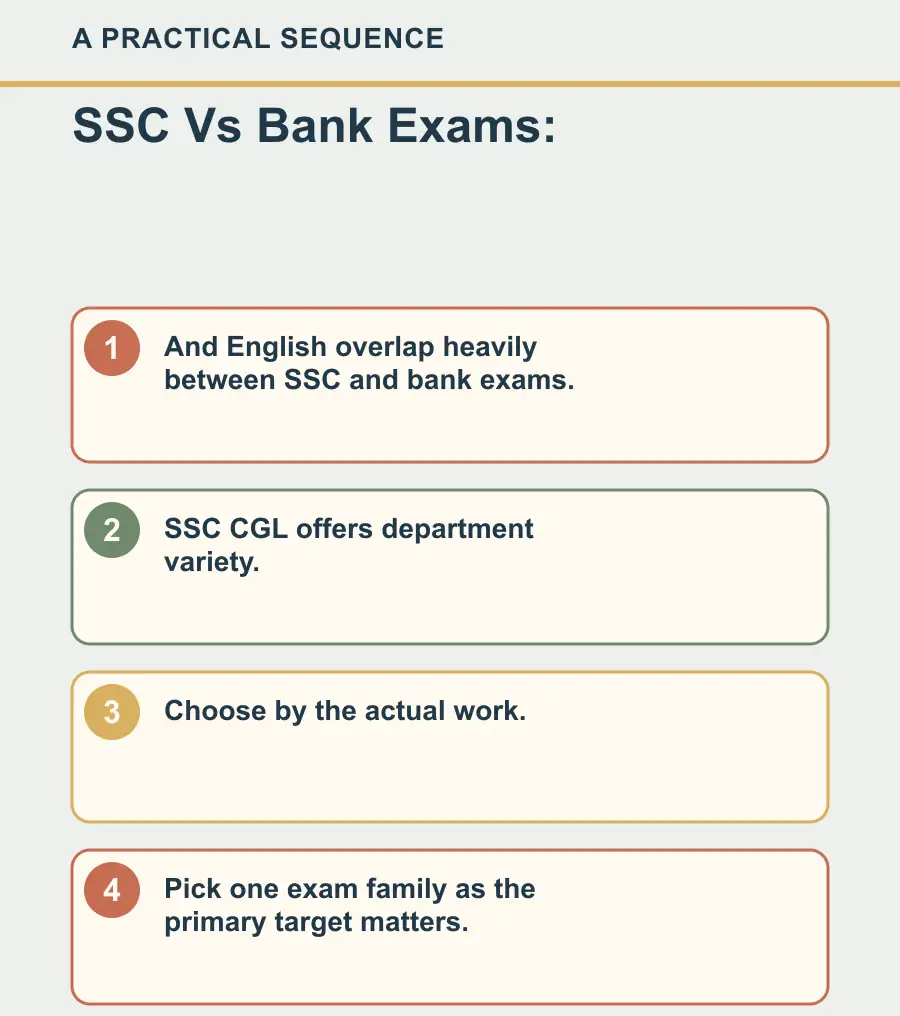 A PRACTICAL SEQUENCE
SSC Vs Bank Exams:
1
And English overlap heavily
between SSC and bank exams.
2
SSC CGL offers department
variety.
3
Choose by the actual work.
4
Pick one exam family as the
primary target matters.